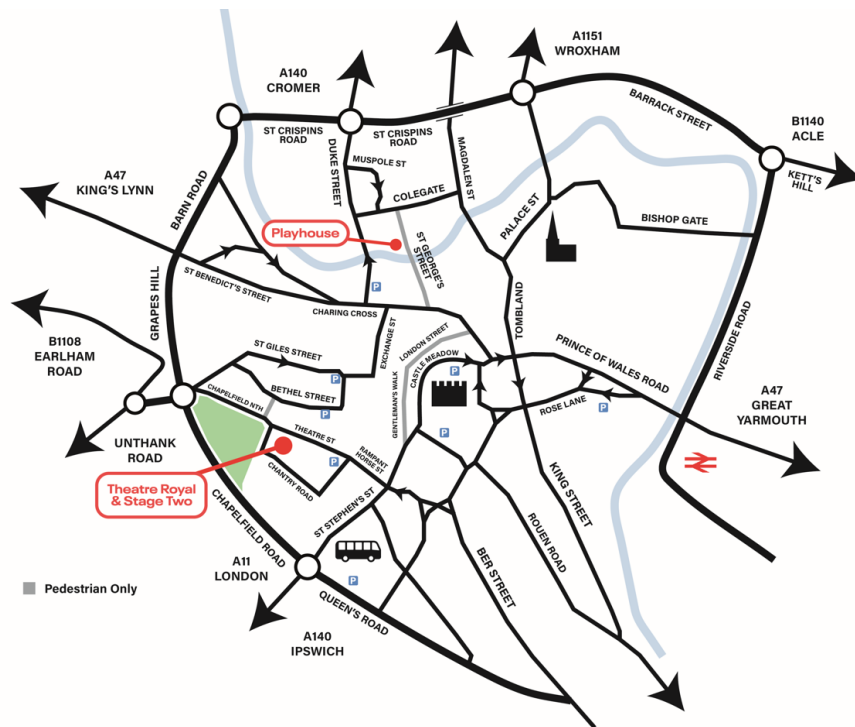 A1151
WROXHAM
A140
CROMER
BARRACK STREET
B1140
ACLE
ST CRISPINS
ROAD
ST CRISPINS
ROAD
KETT'S
HILL
DUKE STREET
MUSPOLE ST
MAGDALEN ST
A47
KING'S LYNN
BARN ROAD
COLEGATE
PALACE ST
BISHOP GATE
Playhouse
ST GEORGE'S
STREET
ST BENEDICT'S STREET
P
CHARING CROSS
TOMBLAND
GRAPES HILL
B1108
EARLHAM
ROAD
EXCHANGE ST
LONDON STREET
PRINCE OF WALES ROAD
RIVERSIDE ROAD
ST GILES STREET
CASTLE MEADOW
P
P
BETHEL STREET
CHAPELFIELD NTH
GENTLEMAN'S WALK
ROSE LANE
P
A47
GREAT
YARMOUTH
P
UNTHANK
ROAD
THEATRE ST
P
RAMPANT
HORSE ST
P
CHANTRY ROAD
Theatre Royal
& Stage Two
KING STREET
CHAPELFIELD ROAD
ST STEPHEN'S ST
ROUEN ROAD
BER STREET
A11
LONDON
P
Pedestrian Only
QUEEN'S ROAD
A140
IPSWICH